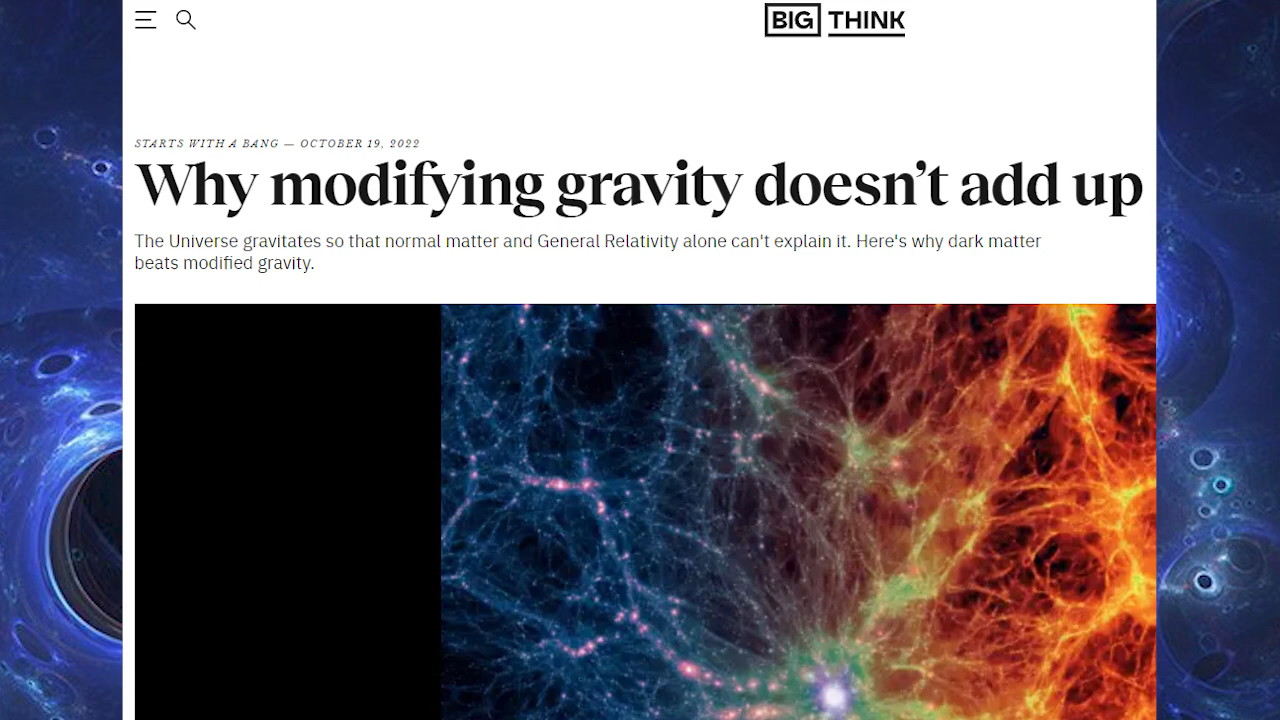 BIG THINK
STARTS WITH A BANG — OCTOBER 19, 2022
Why modifying gravity doesn’t add up
The Universe gravitates so that normal matter and General Relativity alone can't explain it. Here's why dark matter
beats modified gravity.